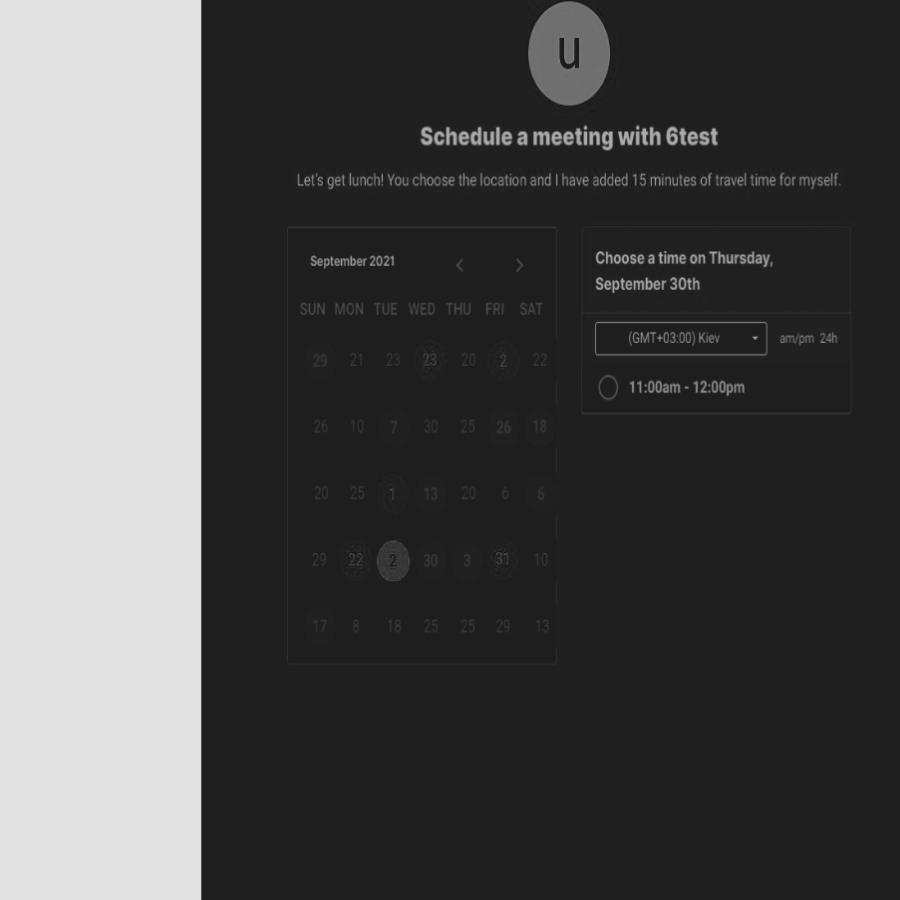 u
Schedule a meeting with 6test
Let's get lunch! You choose the location and I have added 15 minutes of travel time for myself.
September 2021
SUN MON TUE WED THU FRI SAT
29 21 23 23 20 2 22
26 10 7 30 25 26 18
20 25 1 13 20 6 6
29 22 2 30 3 31 10
17 8 18 25 25 29 13
Choose a time on Thursday,
September 30th
(GMT+03:00) Kiev am/pm 24h
11:00am - 12:00pm